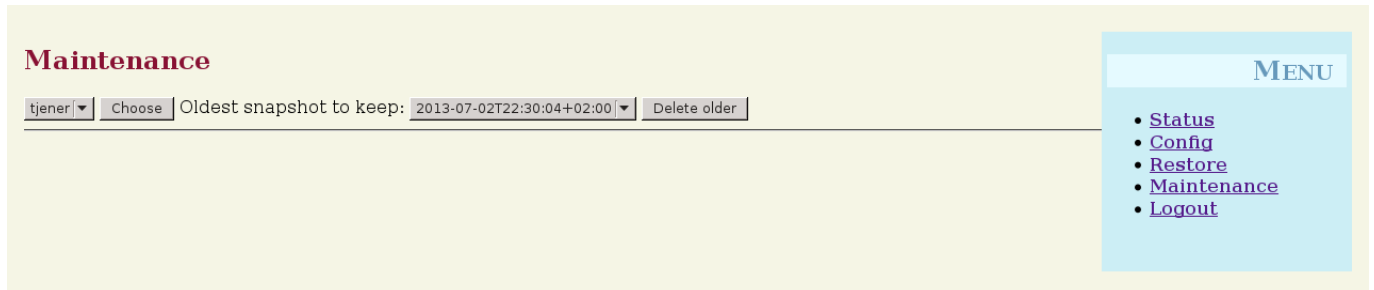 Maintenance
tjener Choose Oldest snapshot to keep: 2013-07-02T22:30:04+02:00 Delete older
MENU
Status
Config
Restore
Maintenance
Logout